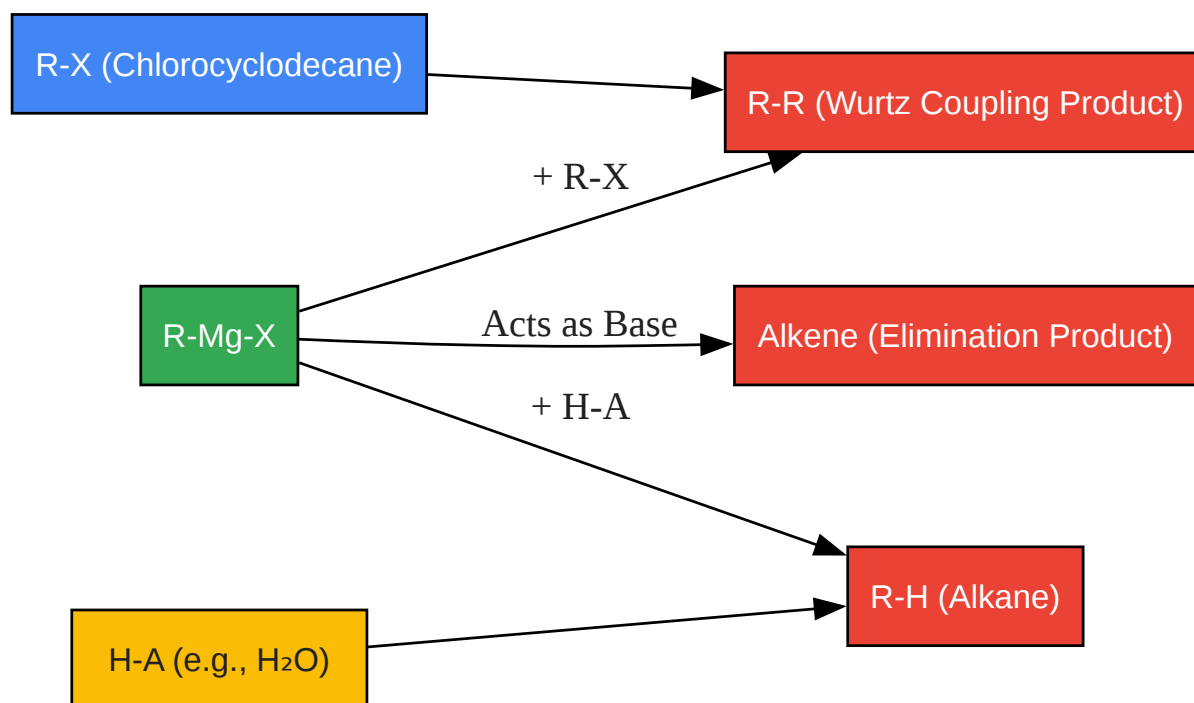 R-X (Chlorocyclodecane)
R-R (Wurtz Coupling Product)
+ R-X
R-Mg-X
Acts as Base
Alkene (Elimination Product)
+ H-A
R-H (Alkane)
H-A (e.g., H₂O)